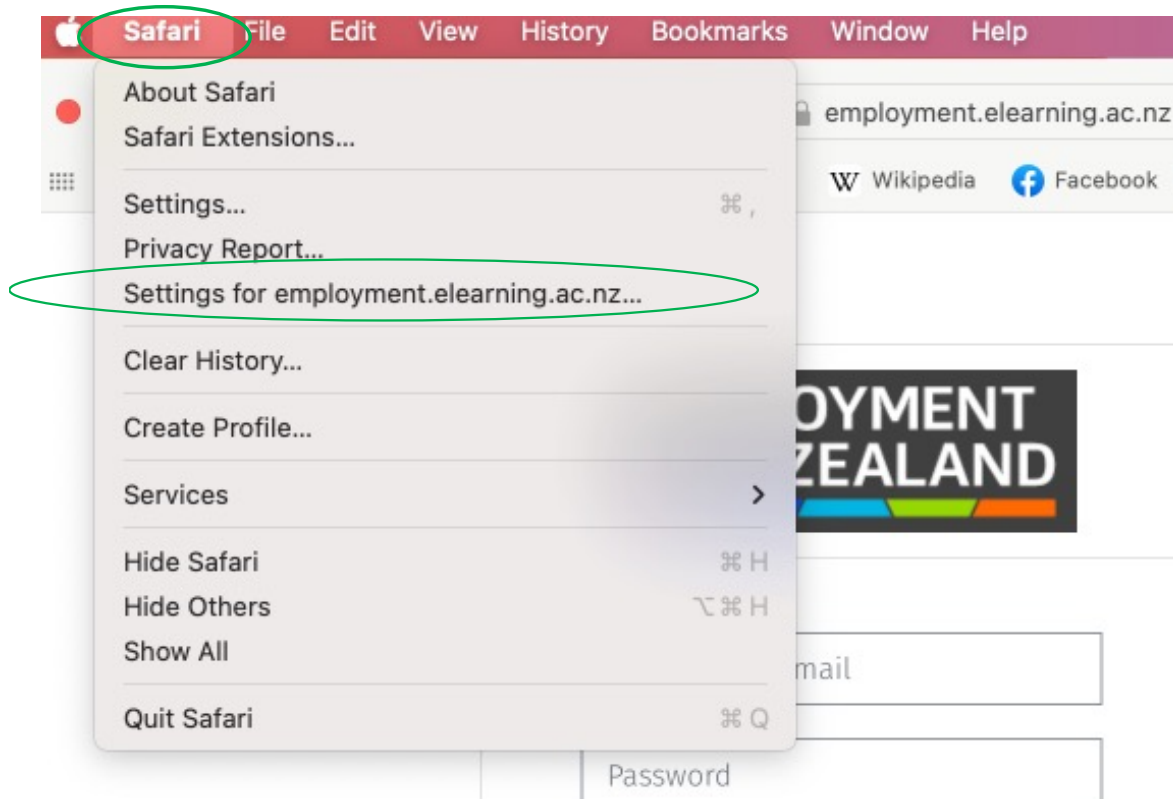 Safari File Edit View History Bookmarks Window Help
About Safari
employment.elearning.ac.nz
Safari Extensions...
W Wikipedia Facebook
Settings... ⌘ ,
Privacy Report...
Settings for employment.elearning.ac.nz...
Clear History...
OYMENT
Create Profile...
ZEALAND
Services
Hide Safari ⌘ H
Hide Others ⌥ ⌘ H
Show All
mail
Quit Safari ⌘ Q
Password